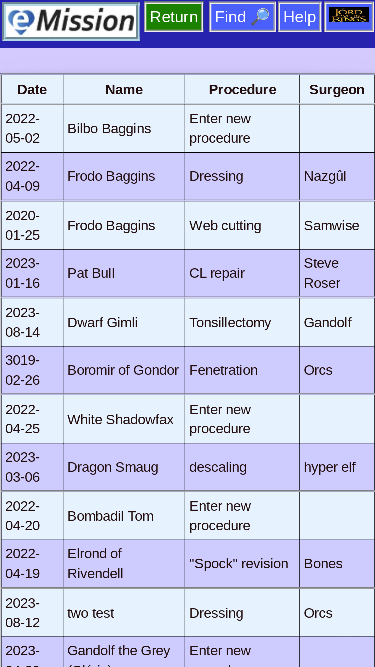 eMission Return Find Help LORD OF THE RINGS
Date Name Procedure Surgeon
2022-
05-02
Bilbo Baggins
Enter new
procedure
2022-
04-09
Frodo Baggins
Dressing
Nazgûl
2020-
01-25
Frodo Baggins
Web cutting
Samwise
2023-
01-16
Pat Bull
CL repair
Steve
Roser
2023-
08-14
Dwarf Gimli
Tonsillectomy
Gandolf
3019-
02-26
Boromir of Gondor
Fenetration
Orcs
2022-
04-25
White Shadowfax
Enter new
procedure
2023-
03-06
Dragon Smaug
descaling
hyper elf
2022-
04-20
Bombadil Tom
Enter new
procedure
2022-
04-19
Elrond of
Rivendell
"Spock" revision
Bones
2023-
08-12
two test
Dressing
Orcs
2023-
Gandolf the Grey
Enter new